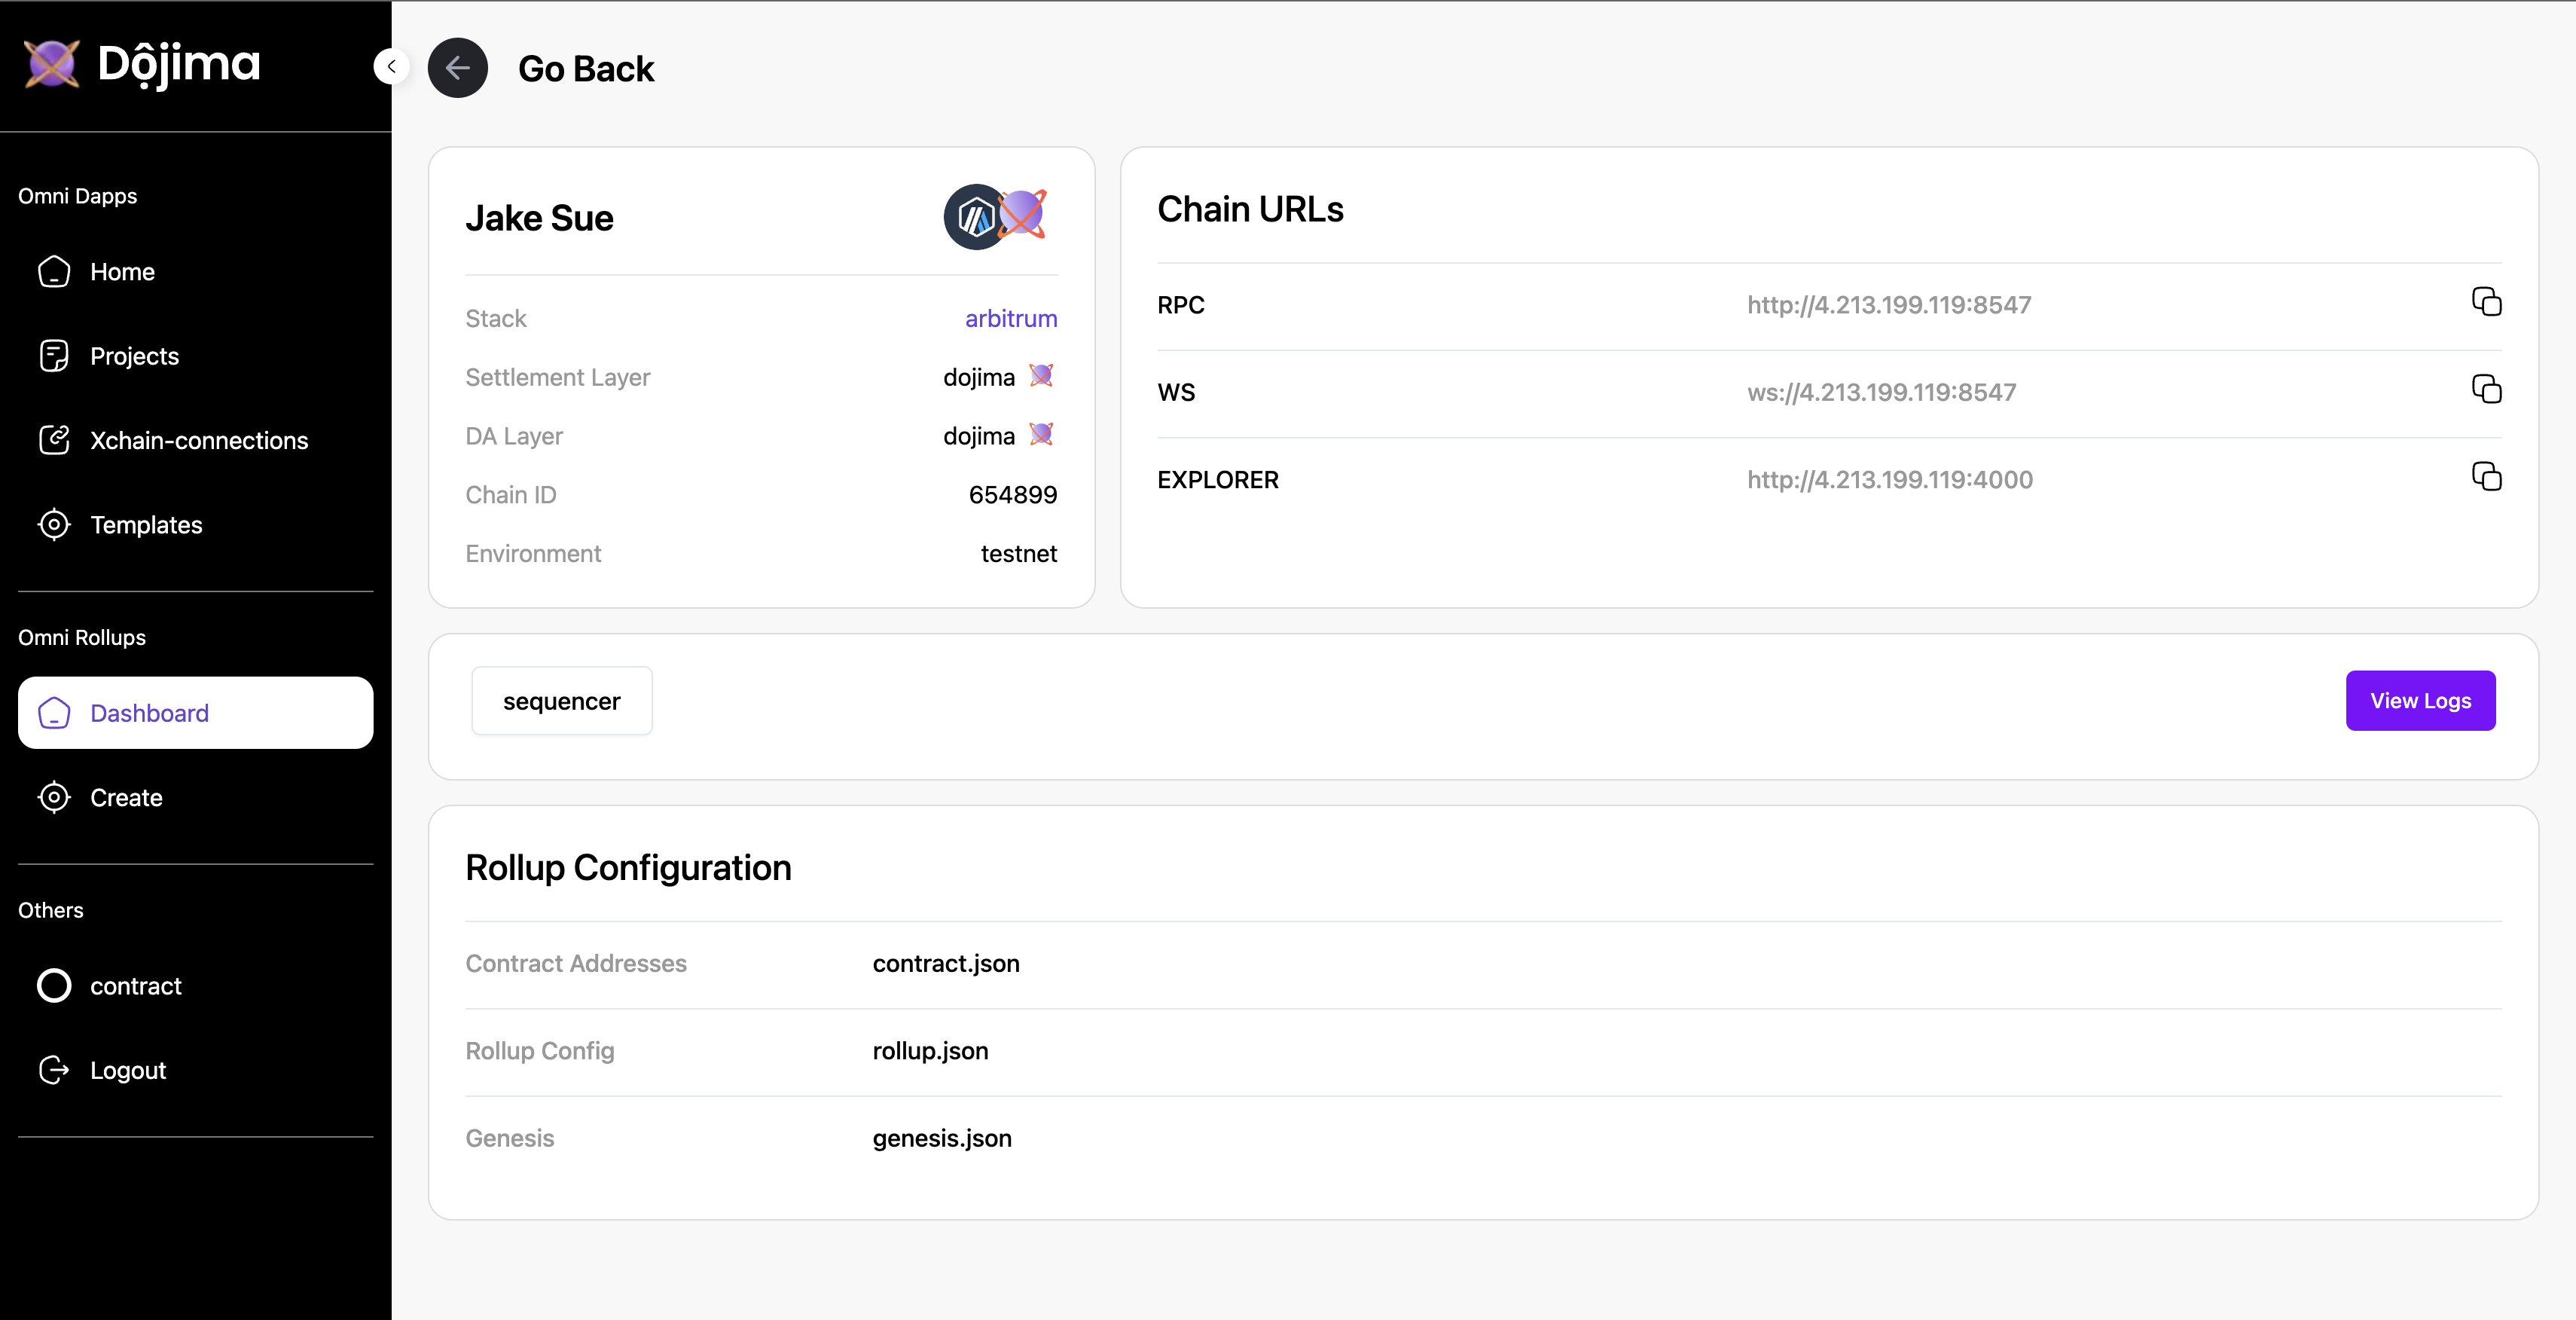 Dộjima
Omni Dapps
Home
Projects
Xchain-connections
Templates
Omni Rollups
Dashboard
Create
Others
contract
Logout
Go Back
Jake Sue
Stack arbitrum
Settlement Layer dojima
DA Layer dojima
Chain ID 654899
Environment testnet
Chain URLs
RPC http://4.213.199.119:8547
WS ws://4.213.199.119:8547
EXPLORER http://4.213.199.119:4000
sequencer View Logs
Rollup Configuration
Contract Addresses contract.json
Rollup Config rollup.json
Genesis genesis.json